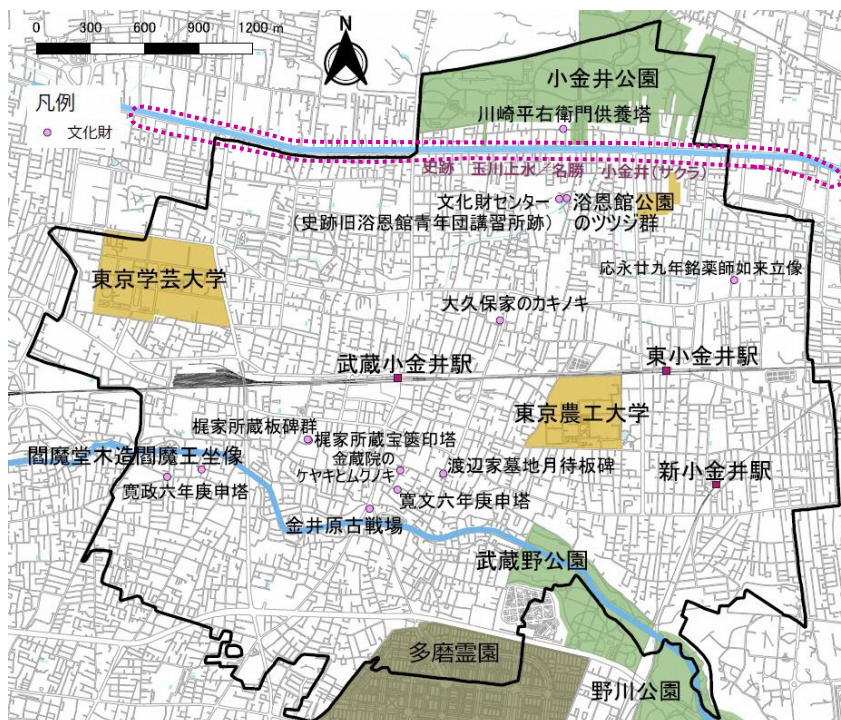 0 300 600 900 1200 m
N
凡例
文化財
小金井公園
川崎平右衛門供養塔
史跡 玉川上水／名勝 小金井（サクラ）
文化財センター
（史跡旧浴恩館青年団講習所跡）
浴恩館公園
のツツジ群
東京学芸大学
応永廿九年銘薬師如来立像
大久保家のカキノキ
武蔵小金井駅
東小金井駅
東京農工大学
梶家所蔵板碑群
梶家所蔵宝篋印塔
金蔵院の
ケヤキとムクノキ
渡辺家墓地月待板碑
新小金井駅
閻魔堂木造閻魔王坐像
寛政六年庚申塔
寛文六年庚申塔
金井原古戦場
武蔵野公園
多磨霊園
野川公園